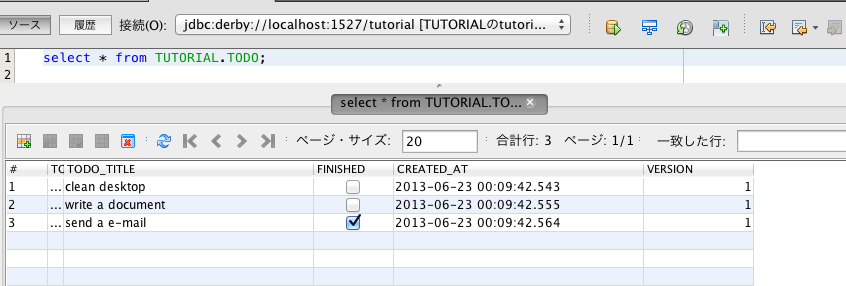 ソース 履歴 接続(O): jdbc:derby://localhost:1527/tutorial [TUTORIALのtutori...
1 select * from TUTORIAL.TODO;
2
select * from TUTORIAL.TO... ×
ページ・サイズ: 20 合計行: 3 ページ: 1/1 一致した行:
# TC TODO_TITLE FINISHED CREATED_AT VERSION
1 ... clean desktop 2013-06-23 00:09:42.543 1
2 ... write a document 2013-06-23 00:09:42.555 1
3 ... send a e-mail 2013-06-23 00:09:42.564 1